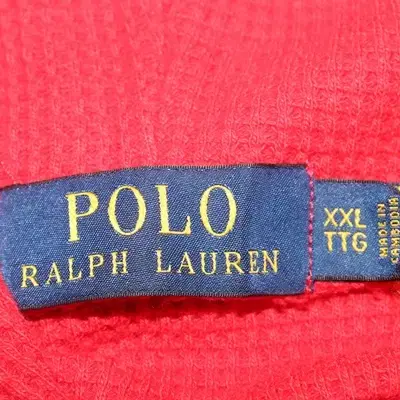 POLO
RALPH LAUREN
XXL
TTG
MADE IN
CAMBODIA